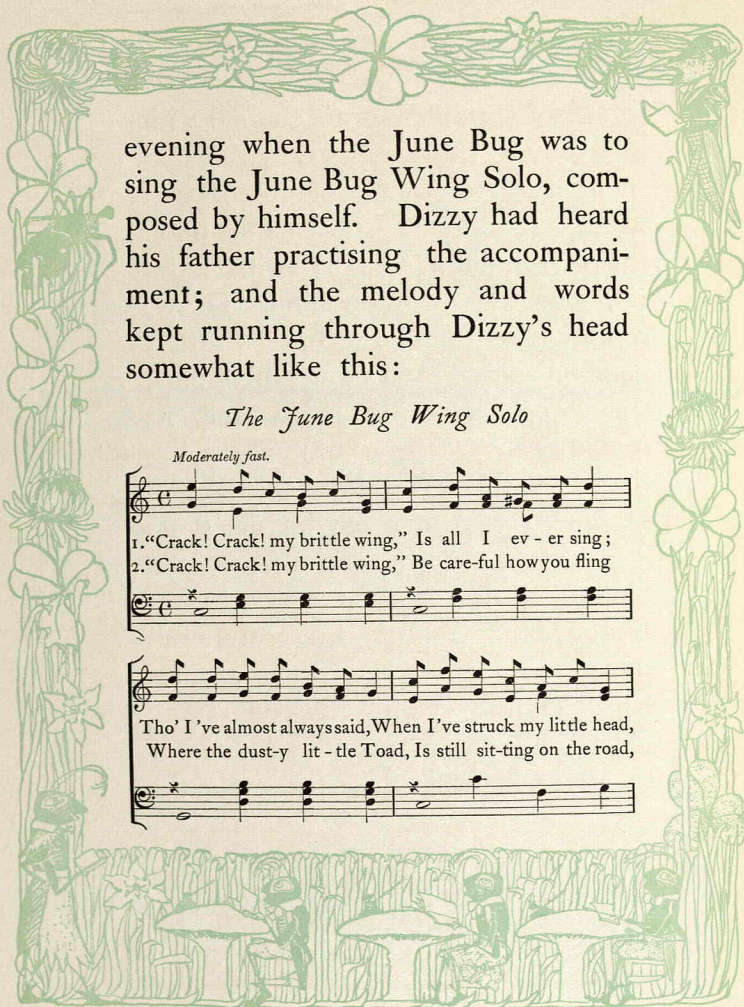 evening when the June Bug was to
sing the June Bug Wing Solo, com-
posed by himself. Dizzy had heard
his father practising the accompani-
ment; and the melody and words
kept running through Dizzy's head
somewhat like this:
The June Bug Wing Solo
Moderately fast.
1. “Crack! Crack! my brittle wing,” Is all I ev - er sing;
2. “Crack! Crack! my brittle wing,” Be care-ful how you fling
Tho' I 've almost always said, When I've struck my little head,
Where the dust-y lit - tle Toad, Is still sit-ting on the road,